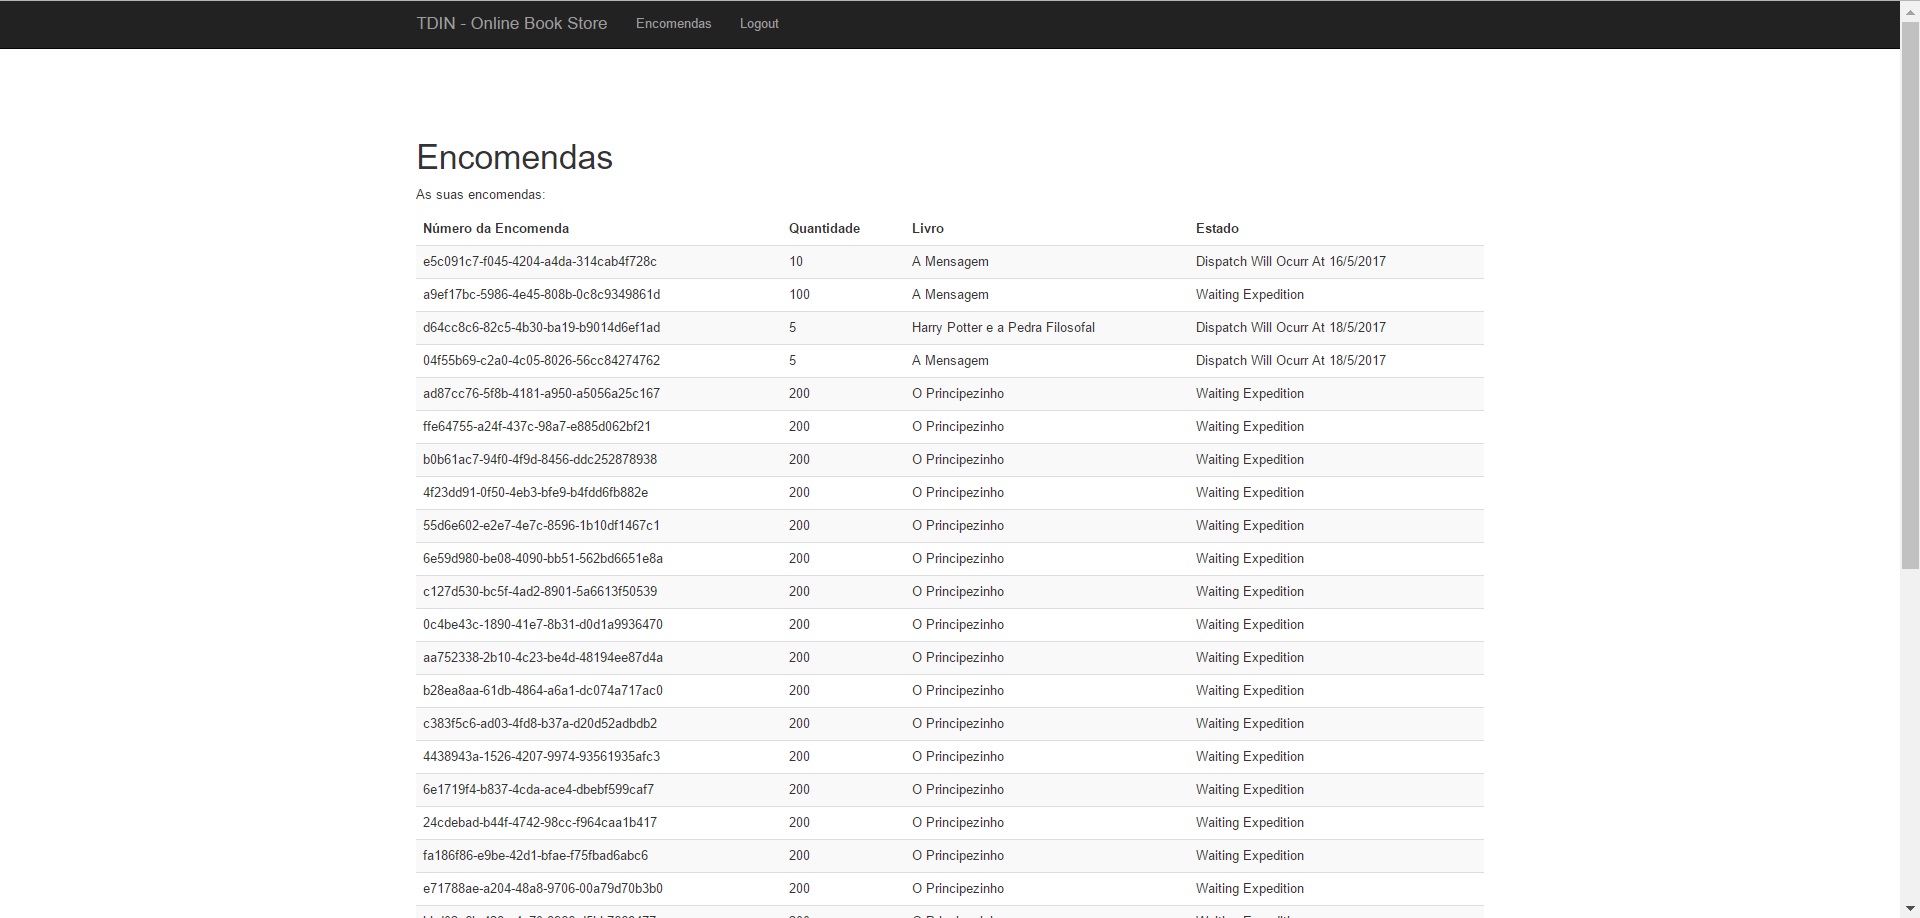 TDIN - Online Book Store Encomendas Logout
Encomendas
As suas encomendas:
Número da Encomenda Quantidade Livro Estado
e5c091c7-f045-4204-a4da-314cab4f728c 10 A Mensagem Dispatch Will Ocurr At 16/5/2017
a9ef17bc-5986-4e45-808b-0c8c9349861d 100 A Mensagem Waiting Expedition
d64cc8c6-82c5-4b30-ba19-b9014d6ef1ad 5 Harry Potter e a Pedra Filosofal Dispatch Will Ocurr At 18/5/2017
04f55b69-c2a0-4c05-8026-56cc84274762 5 A Mensagem Dispatch Will Ocurr At 18/5/2017
ad87cc76-5f8b-4181-a950-a5056a25c167 200 O Principezinho Waiting Expedition
ffe64755-a24f-437c-98a7-e885d062bf21 200 O Principezinho Waiting Expedition
b0b61ac7-94f0-4f9d-8456-ddc252878938 200 O Principezinho Waiting Expedition
4f23dd91-0f50-4eb3-bfe9-b4fdd6fb882e 200 O Principezinho Waiting Expedition
55d6e602-e2e7-4e7c-8596-1b10df1467c1 200 O Principezinho Waiting Expedition
6e59d980-be08-4090-bb51-562bd6651e8a 200 O Principezinho Waiting Expedition
c127d530-bc5f-4ad2-8901-5a6613f50539 200 O Principezinho Waiting Expedition
0c4be43c-1890-41e7-8b31-d0d1a9936470 200 O Principezinho Waiting Expedition
aa752338-2b10-4c23-be4d-48194ee87d4a 200 O Principezinho Waiting Expedition
b28ea8aa-61db-4864-a6a1-dc074a717ac0 200 O Principezinho Waiting Expedition
c383f5c6-ad03-4fd8-b37a-d20d52adbdb2 200 O Principezinho Waiting Expedition
4438943a-1526-4207-9974-93561935afc3 200 O Principezinho Waiting Expedition
6e1719f4-b837-4cda-ace4-dbebf599caf7 200 O Principezinho Waiting Expedition
24cdebad-b44f-4742-98cc-f964caa1b417 200 O Principezinho Waiting Expedition
fa186f86-e9be-42d1-bfae-f75fbad6abc6 200 O Principezinho Waiting Expedition
e71788ae-a204-48a8-9706-00a79d70b3b0 200 O Principezinho Waiting Expedition